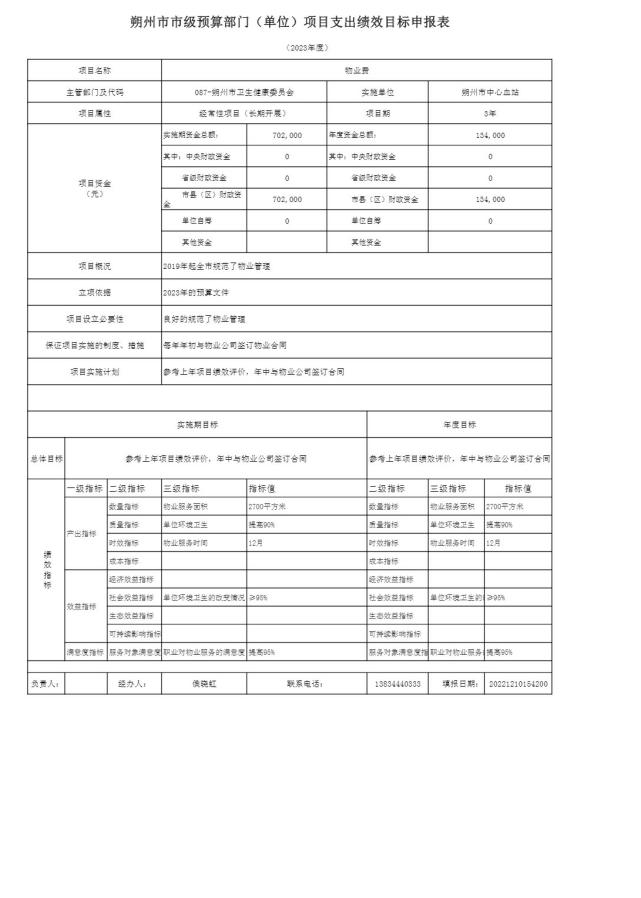 朔州市市级预算部门（单位）项目支出绩效目标申报表
（2023年度）
项目名称 物业费
主管部门及代码 087-朔州市卫生健康委员会 实施单位 朔州市中心血站
项目属性 经常性项目（长期开展） 项目期 3年
项目资金（元） 实施期资金总额： 702,000 年度资金总额： 134,000
其中：中央财政资金 0 其中：中央财政资金 0
省级财政资金 0 省级财政资金 0
市县（区）财政资金 702,000 市县（区）财政资金 134,000
单位自筹 0 单位自筹 0
其他资金 其他资金
项目概况 2019年起全市规范了物业管理
立项依据 2023年的预算文件
项目设立必要性 良好的规范了物业管理
保证项目实施的制度、措施 每年年初与物业公司签订物业合同
项目实施计划 参考上年项目绩效评价，年中与物业公司签订合同
实施期目标 年度目标
总体目标 参考上年项目绩效评价，年中与物业公司签订合同 参考上年项目绩效评价，年中与物业公司签订合同
绩效指标 一级指标 二级指标 三级指标 指标值 二级指标 三级指标 指标值
产出指标 数量指标 物业服务面积 2700平方米 数量指标 物业服务面积 2700平方米
质量指标 单位环境卫生 提高90% 质量指标 单位环境卫生 提高90%
时效指标 物业服务时间 12月 时效指标 物业服务时间 12月
成本指标 成本指标
效益指标 经济效益指标 经济效益指标
社会效益指标 单位环境卫生的改变情况 ≥95% 社会效益指标 单位环境卫生的 ≥95%
生态效益指标 生态效益指标
可持续影响指标 可持续影响指标
满意度指标 服务对象满意度 职业对物业服务的满意度 提高95% 服务对象满意度指 职业对物业服务 提高95%
负责人： 经办人： 侯晓虹 联系电话： 13834440333 填报日期： 20221210154200